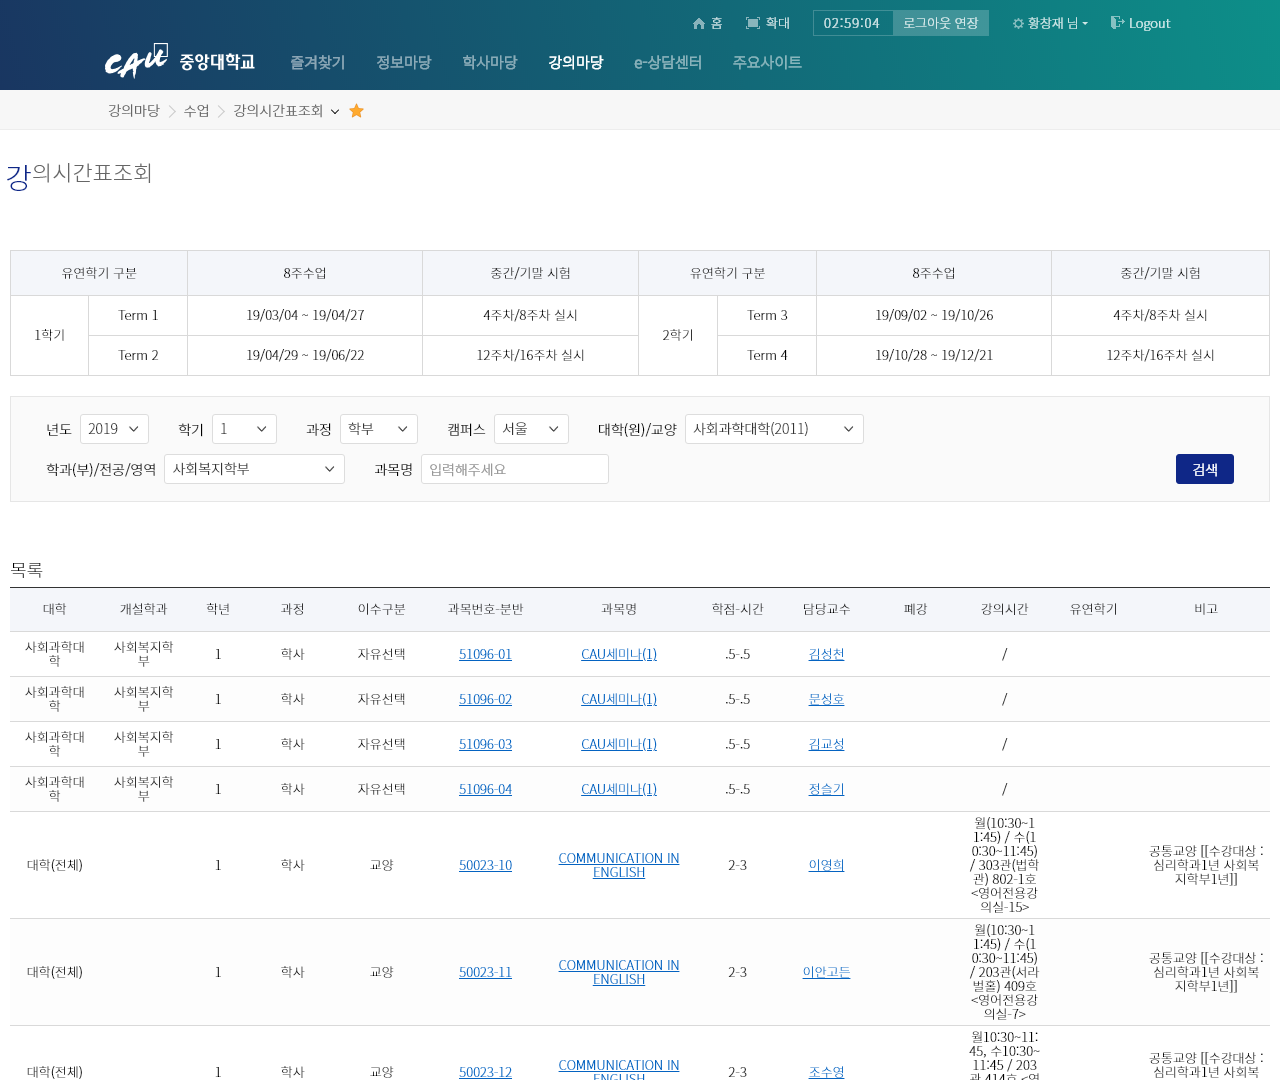 홈 확대 02:59:04 로그아웃 연장 황창재 님 Logout
CAU 중앙대학교 즐겨찾기 정보마당 학사마당 강의마당 e-상담센터 주요사이트
강의마당 수업 강의시간표조회
강의시간표조회
유연학기 구분 8주수업 중간/기말 시험 유연학기 구분 8주수업 중간/기말 시험
1학기 Term 1 19/03/04 ~ 19/04/27 4주차/8주차 실시 2학기 Term 3 19/09/02 ~ 19/10/26 4주차/8주차 실시
Term 2 19/04/29 ~ 19/06/22 12주차/16주차 실시 Term 4 19/10/28 ~ 19/12/21 12주차/16주차 실시
년도 2019 학기 1 과정 학부 캠퍼스 서울 대학(원)/교양 사회과학대학(2011)
학과(부)/전공/영역 사회복지학부 과목명 입력해주세요 검색
목록
대학 개설학과 학년 과정 이수구분 과목번호-분반 과목명 학점-시간 담당교수 폐강 강의시간 유연학기 비고
사회과학대 사회복지학
학 부 1 학사 자유선택 51096-01 CAU세미나(1) .5-.5 김성천 /
사회과학대 사회복지학
학 부 1 학사 자유선택 51096-02 CAU세미나(1) .5-.5 문성호 /
사회과학대 사회복지학
학 부 1 학사 자유선택 51096-03 CAU세미나(1) .5-.5 김교성 /
사회과학대 사회복지학
학 부 1 학사 자유선택 51096-04 CAU세미나(1) .5-.5 정슬기 /
대학(전체) 1 학사 교양 50023-10
COMMUNICATION IN
ENGLISH
2-3 이영희
월(10:30~1
1:45) / 수(1
0:30~11:45)
/ 303관(법학
관) 802-1호
<영어전용강
의실-15>
공통교양 [[수강대상 :
심리학과1년 사회복
지학부1년]]
대학(전체) 1 학사 교양 50023-11
COMMUNICATION IN
ENGLISH
2-3 이안고든
월(10:30~1
1:45) / 수(1
0:30~11:45)
/ 203관(서라
벌홀) 409호
<영어전용강
의실-7>
공통교양 [[수강대상 :
심리학과1년 사회복
지학부1년]]
대학(전체) 1 학사 교양 50023-12
COMMUNICATION IN
ENGLISH
2-3 조수영
월10:30~11:
45, 수10:30~
11:45 / 203
관 414호 <영
공통교양 [[수강대상 :
심리학과1년 사회복